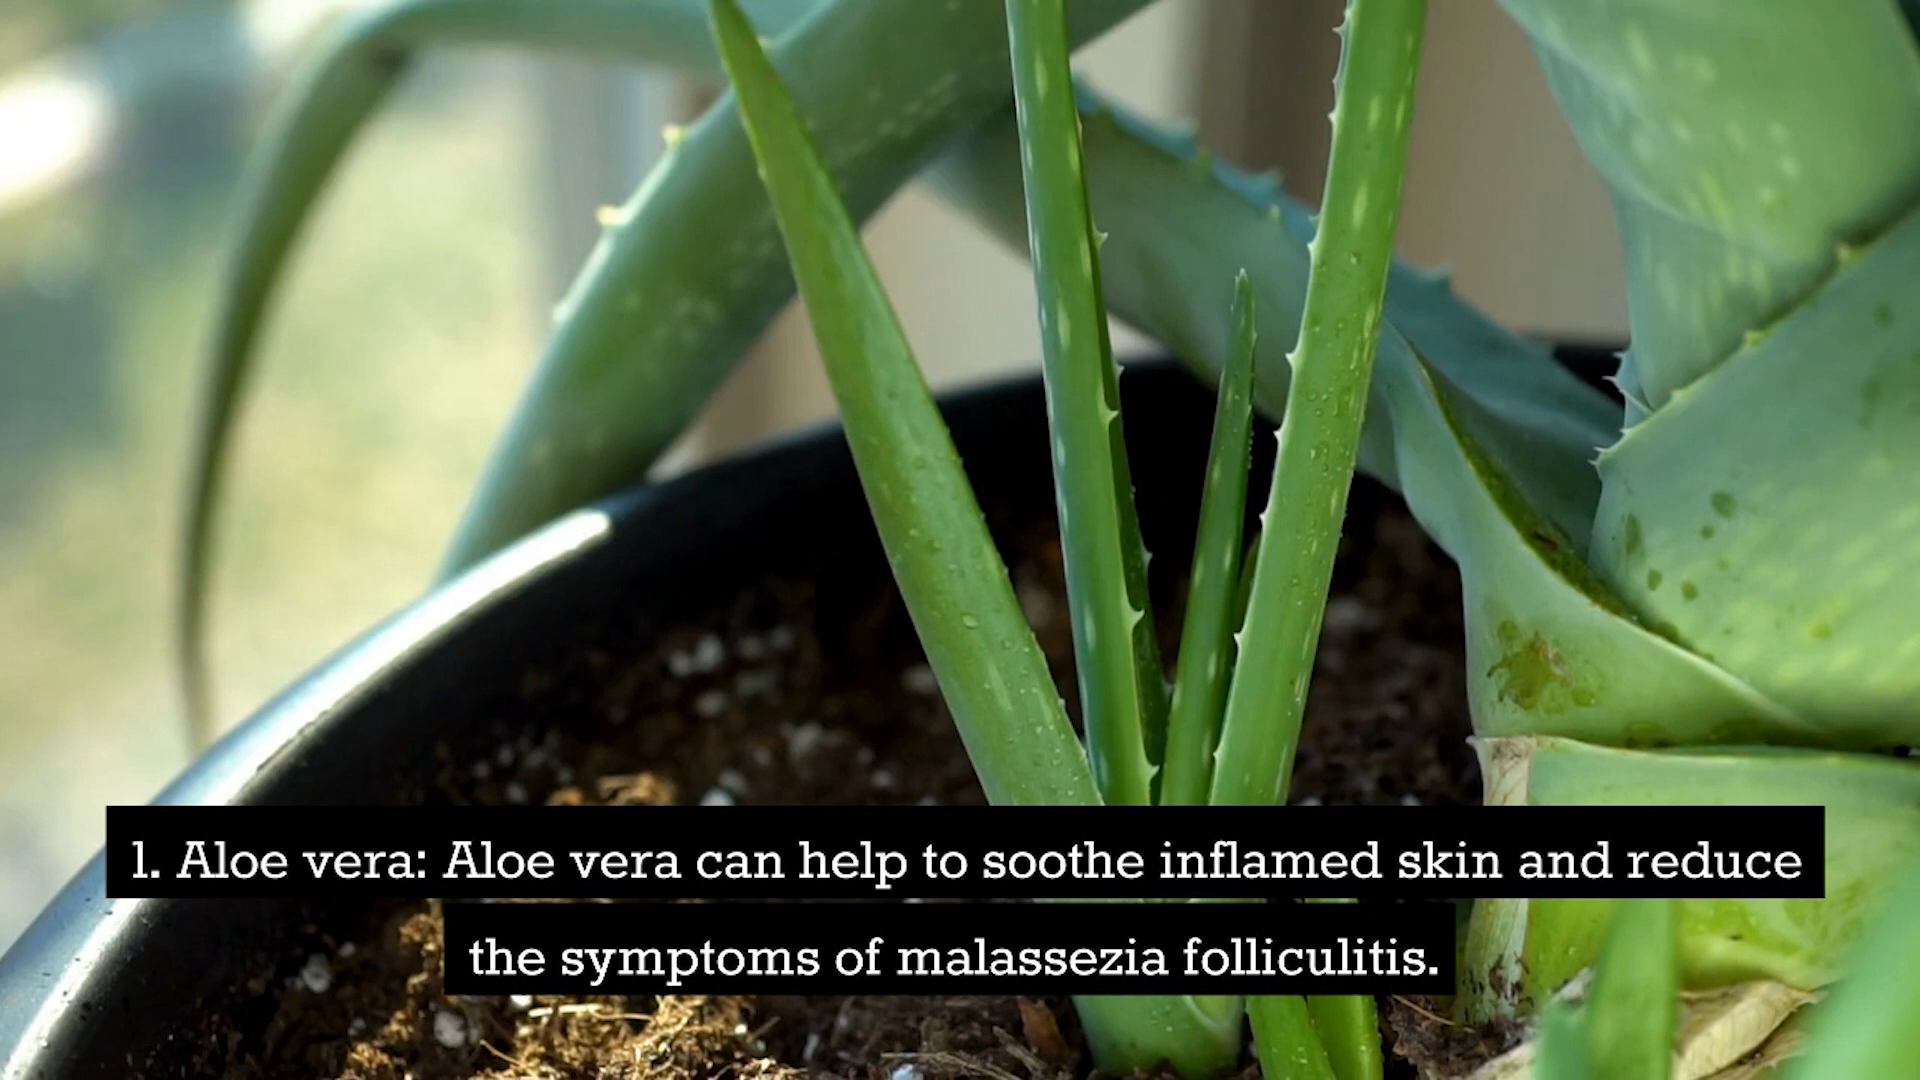 1. Aloe vera: Aloe vera can help to soothe inflamed skin and reduce
the symptoms of malassezia folliculitis.